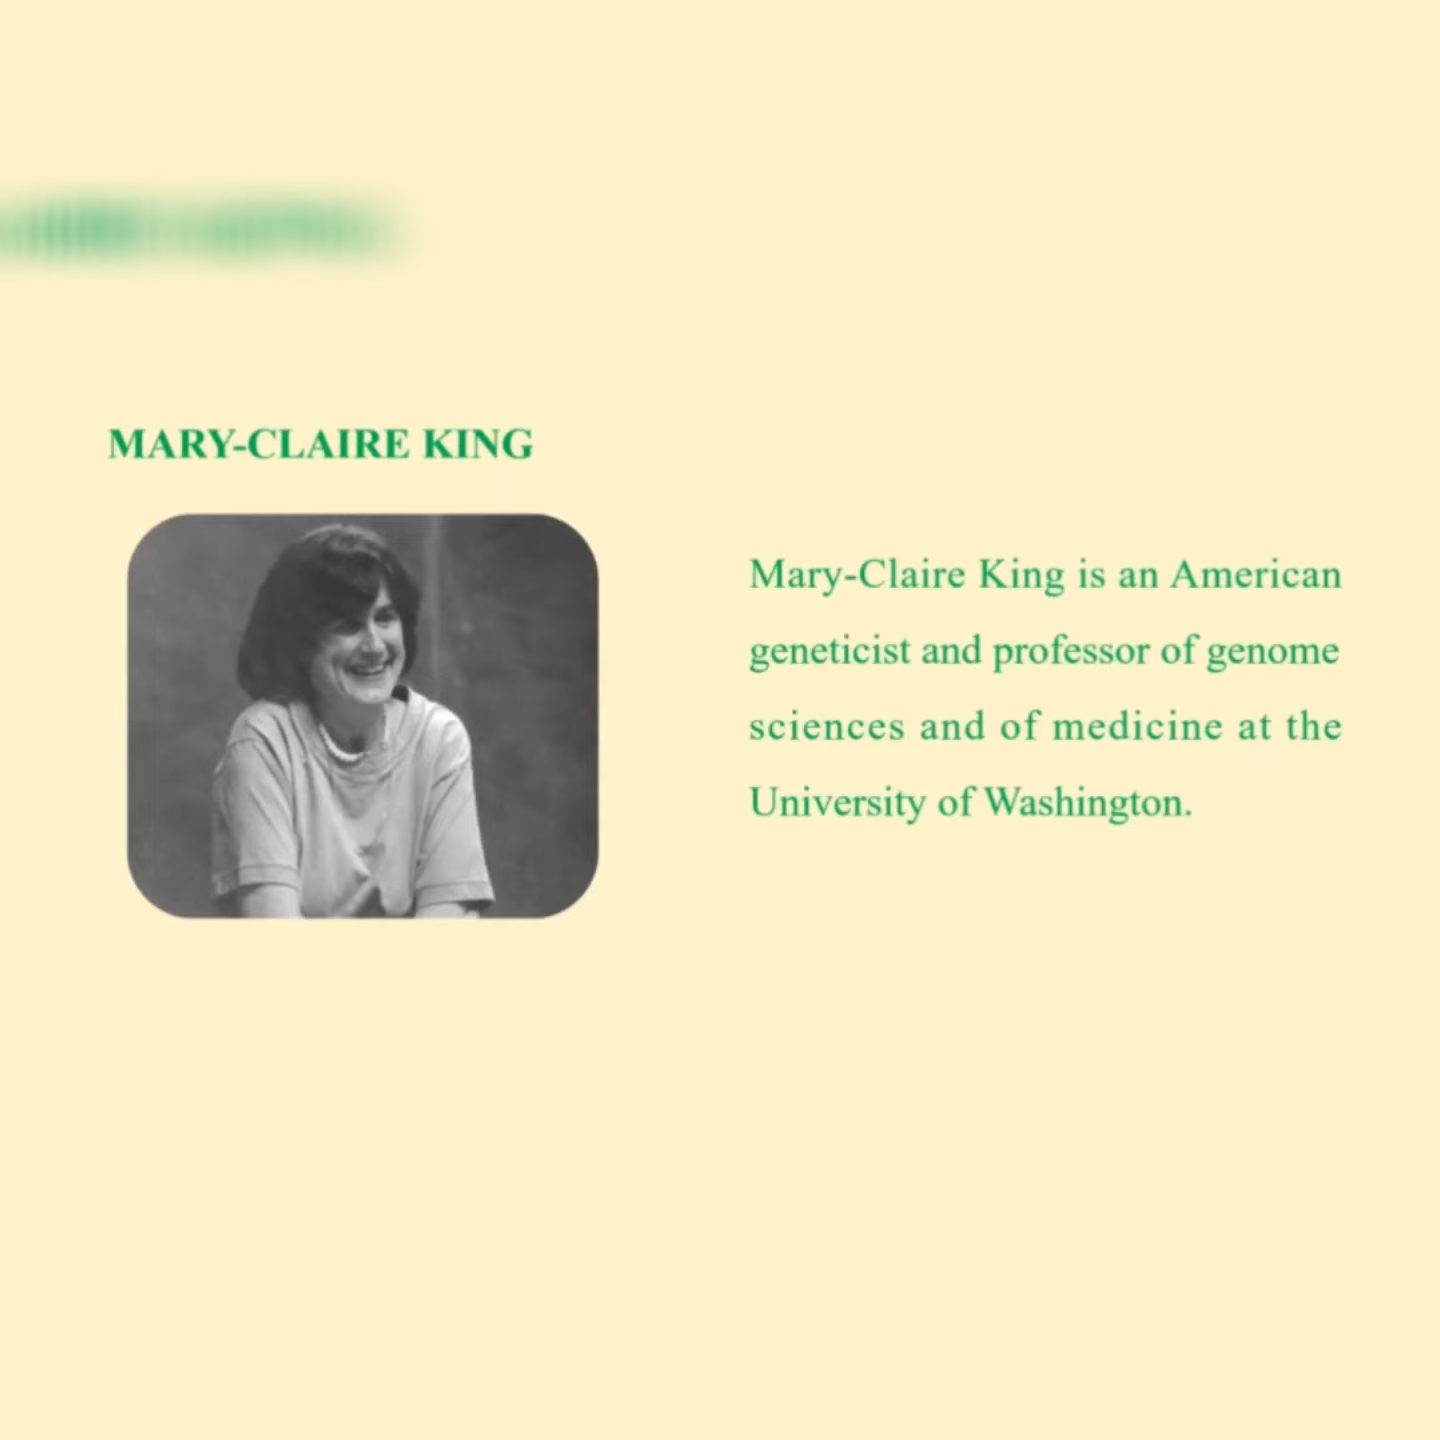 MARY-CLAIRE KING
Mary-Claire King is an American
geneticist and professor of genome
sciences and of medicine at the
University of Washington.